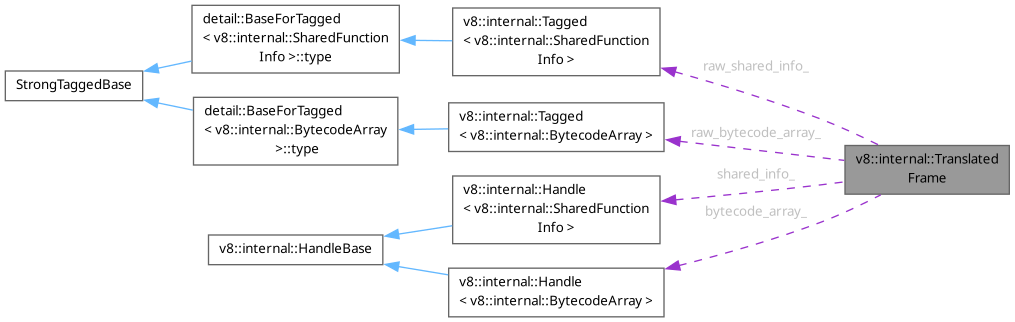 StrongTaggedBase
detail::BaseForTagged
< v8::internal::SharedFunction
Info >::type
detail::BaseForTagged
< v8::internal::BytecodeArray
>::type
v8::internal::HandleBase
v8::internal::Tagged
< v8::internal::SharedFunction
Info >
v8::internal::Tagged
< v8::internal::BytecodeArray >
v8::internal::Handle
< v8::internal::SharedFunction
Info >
v8::internal::Handle
< v8::internal::BytecodeArray >
raw_shared_info_
raw_bytecode_array_
shared_info_
bytecode_array_
v8::internal::Translated
Frame